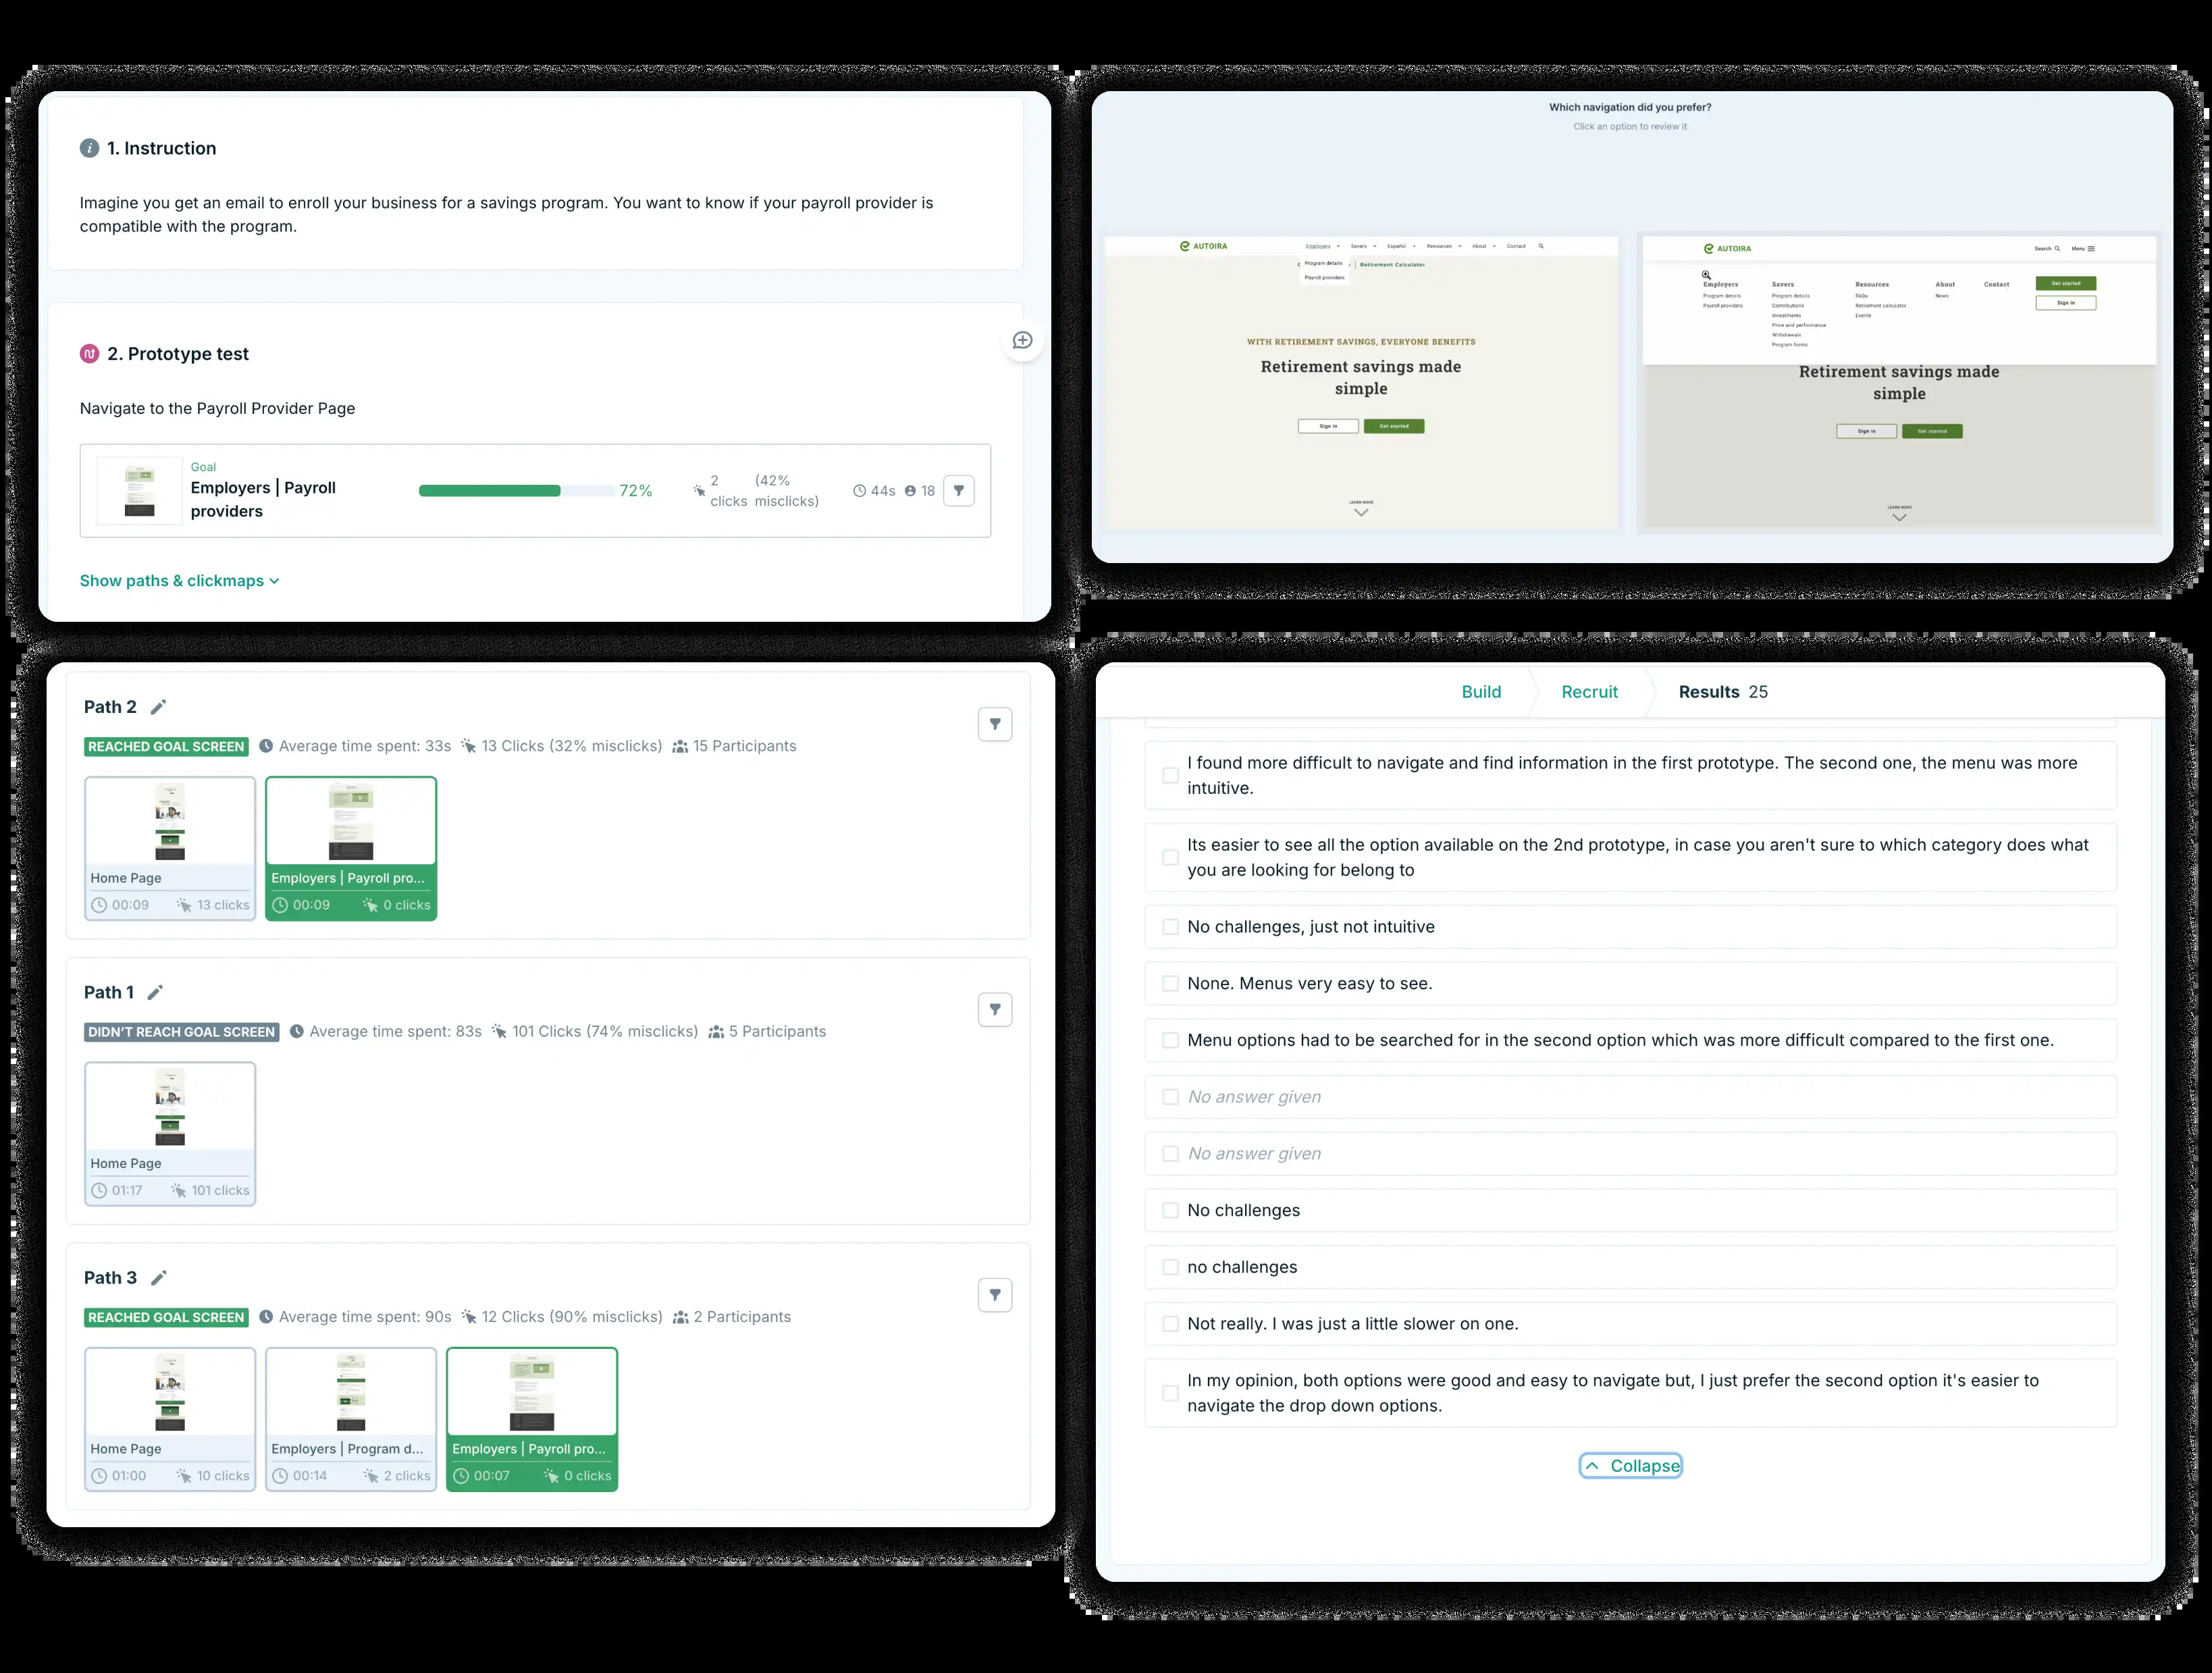 1. Instruction
Imagine you get an email to enroll your business for a savings program. You want to know if your payroll provider is
compatible with the program.
2. Prototype test
Navigate to the Payroll Provider Page
Goal
Employers | Payroll
providers
72%
2
clicks
(42%
misclicks)
44s
18
Show paths & clickmaps
Which navigation did you prefer?
Click an option to review it
AUTOIRA
Employers
Savers
Español
Resources
About
Contact
Program details
Payroll providers
| Retirement Calculator
WITH RETIREMENT SAVINGS, EVERYONE BENEFITS
Retirement savings made
simple
Sign in
Get started
LEARN MORE
AUTOIRA
Search
Menu
Employers
Program details
Payroll providers
Savers
Program details
Contributions
Investments
Price and performance
Withdrawals
Program forms
Resources
FAQs
Retirement calculator
Events
About
News
Contact
Get started
Sign in
Retirement savings made
simple
Sign in
Get started
LEARN MORE
Path 2
REACHED GOAL SCREEN Average time spent: 33s 13 Clicks (32% misclicks) 15 Participants
Home Page
00:09 13 clicks
Employers | Payroll pro...
00:09 0 clicks
Path 1
DIDN'T REACH GOAL SCREEN Average time spent: 83s 101 Clicks (74% misclicks) 5 Participants
Home Page
01:17 101 clicks
Path 3
REACHED GOAL SCREEN Average time spent: 90s 12 Clicks (90% misclicks) 2 Participants
Home Page
01:00 10 clicks
Employers | Program d...
00:14 2 clicks
Employers | Payroll pro...
00:07 0 clicks
Build
Recruit
Results 25
I found more difficult to navigate and find information in the first prototype. The second one, the menu was more
intuitive.
Its easier to see all the option available on the 2nd prototype, in case you aren't sure to which category does what
you are looking for belong to
No challenges, just not intuitive
None. Menus very easy to see.
Menu options had to be searched for in the second option which was more difficult compared to the first one.
No answer given
No answer given
No challenges
no challenges
Not really. I was just a little slower on one.
In my opinion, both options were good and easy to navigate but, I just prefer the second option it's easier to
navigate the drop down options.
Collapse